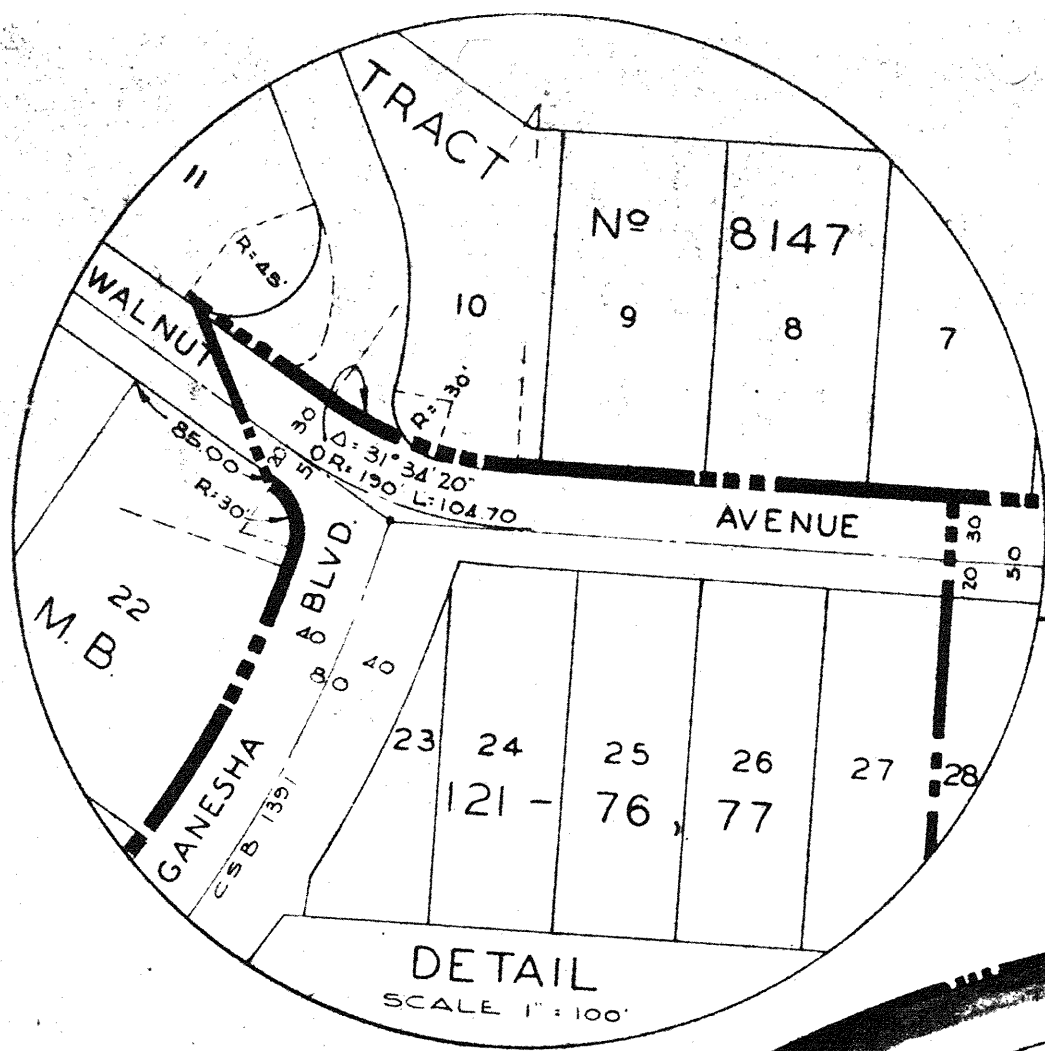 TRACT
Nº 8147
11
R=45'
WALNUT
10
9
8
7
R=30'
30
Δ=31°34'20"
R=190' L=104.70
85.00
20
50
R=30'
AVENUE
30
20
50
BLVD.
22
M. B.
40
40
80
GANESHA
CSB 1391
23
24
25
26
27
28
121 - 76, 77
DETAIL
SCALE 1"=100'